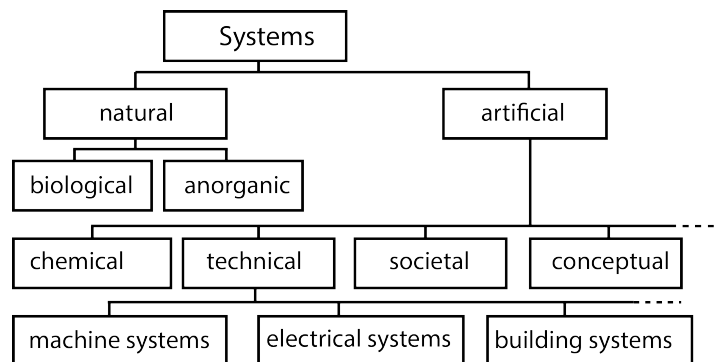 Systems
natural
artificial
biological
anorganic
chemical
technical
societal
conceptual
machine systems
electrical systems
building systems